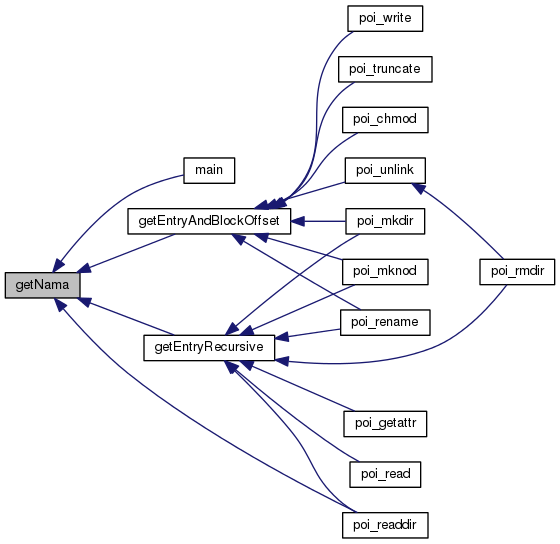 poi_write
poi_truncate
poi_chmod
main
poi_unlink
getEntryAndBlockOffset
poi_mkdir
getNama
poi_mknod
poi_rmdir
poi_rename
getEntryRecursive
poi_getattr
poi_read
poi_readdir